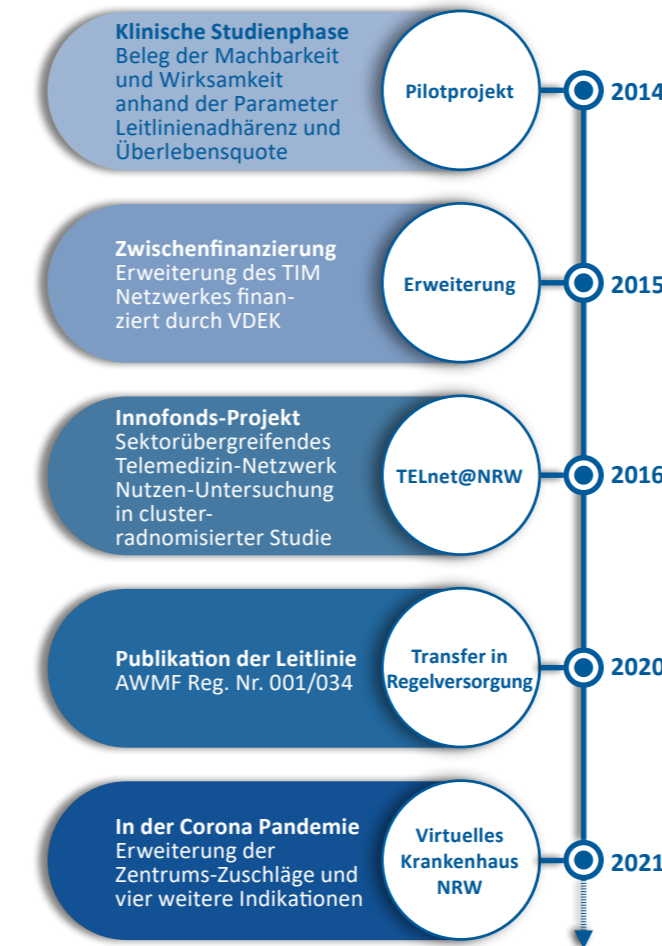 Klinische Studienphase
Beleg der Machbarkeit
und Wirksamkeit
anhand der Parameter
Leitlinienadhärenz und
Überlebensquote
Pilotprojekt
2014
Zwischenfinanzierung
Erweiterung des TIM
Netzwerkes finan-
ziert durch VDEK
Erweiterung
2015
Innofonds-Projekt
Sektorübergreifendes
Telemedizin-Netzwerk
Nutzen-Untersuchung
in cluster-
radnomisierter Studie
TELnet@NRW
2016
Publikation der Leitlinie
AWMF Reg. Nr. 001/034
Transfer in
Regelversorgung
2020
In der Corona Pandemie
Erweiterung der
Zentrums-Zuschläge und
vier weitere Indikationen
Virtuelles
Krankenhaus
NRW
2021